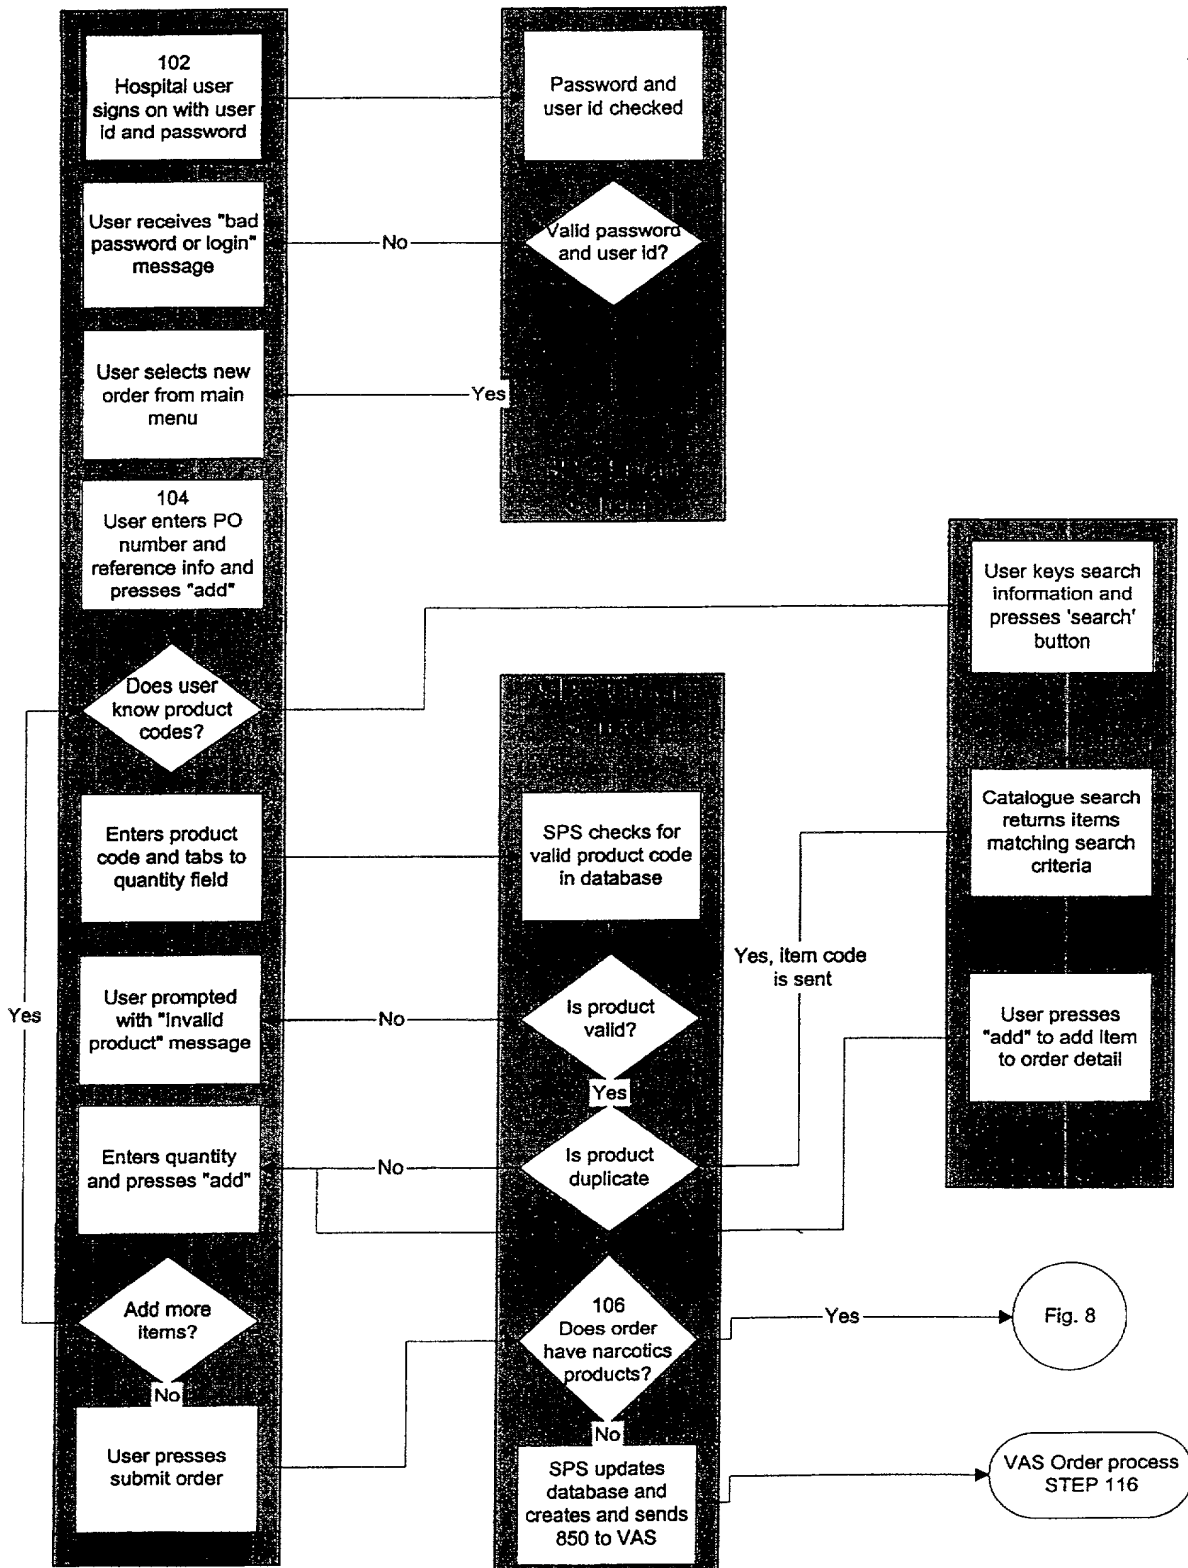 102
Hospital user
signs on with user
id and password
Password and
user id checked
User receives "bad
password or login"
message
No
Valid password
and user id?
User selects new
order from main
menu
Yes
104
User enters PO
number and
reference info and
presses "add"
User keys search
information and
presses 'search'
button
Does user
know product
codes?
Enters product
code and tabs to
quantity field
SPS checks for
valid product code
in database
Catalogue search
returns items
matching search
criteria
Yes, item code
is sent
Yes
User prompted
with "Invalid
product" message
No
Is product
valid?
User presses
"add" to add item
to order detail
Yes
Enters quantity
and presses "add"
No
Is product
duplicate
Add more
items?
106
Does order
have narcotics
products?
Yes
Fig. 8
No
User presses
submit order
No
SPS updates
database and
creates and sends
850 to VAS
VAS Order process
STEP 116